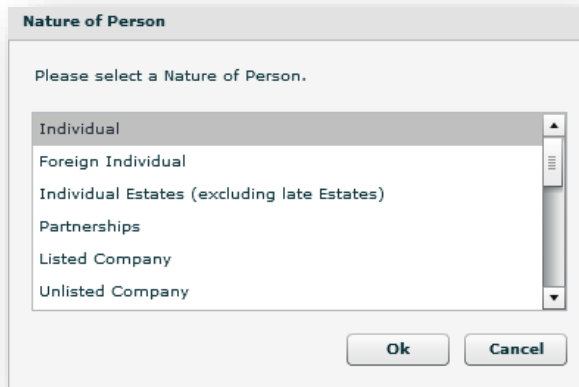 Nature of Person
Please select a Nature of Person.
Individual
Foreign Individual
Individual Estates (excluding late Estates)
Partnerships
Listed Company
Unlisted Company
Ok Cancel